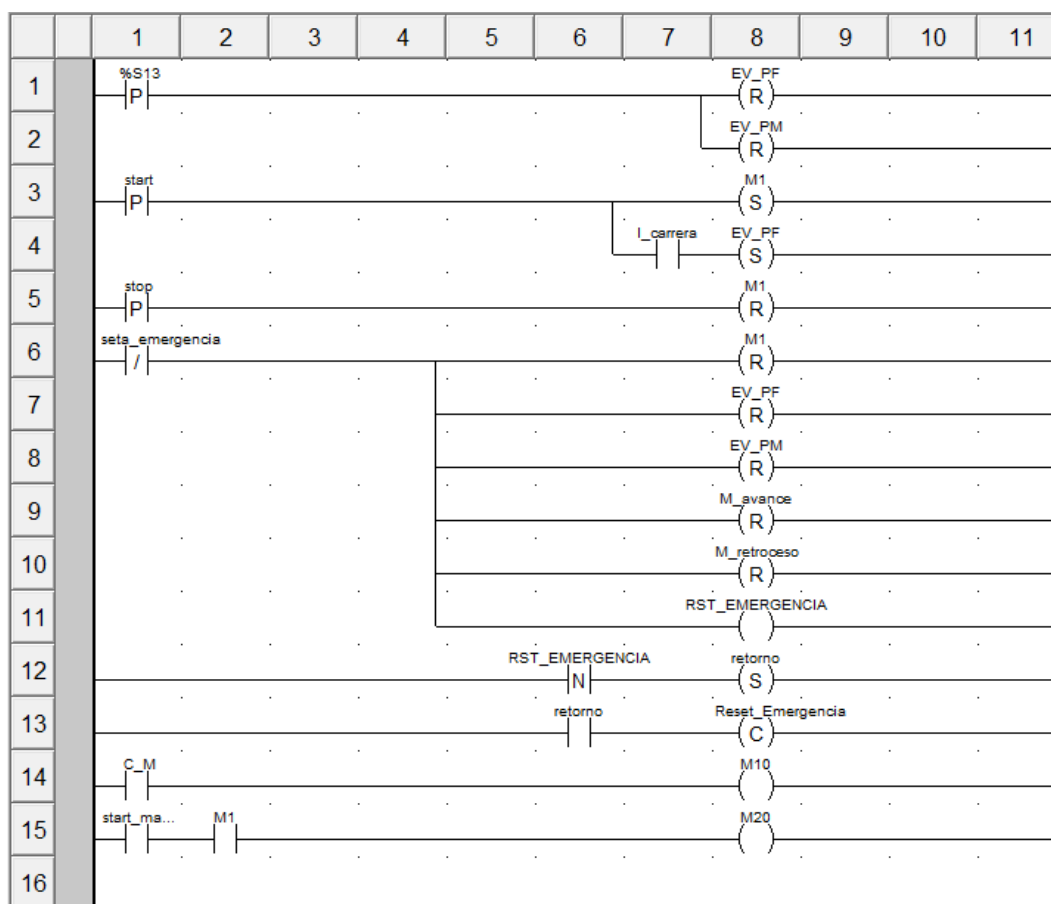 1 2 3 4 5 6 7 8 9 10 11
%S13 EV_PF
1 P R
EV_PM
2 R
start M1
3 P S
I_carrera EV_PF
4 S
stop M1
5 P R
seta_emergencia M1
6 / R
EV_PF
7 R
EV_PM
8 R
M_avance
9 R
M_retroceso
10 R
RST_EMERGENCIA
11
RST_EMERGENCIA retorno
12 N S
retorno Reset_Emergencia
13 C
C_M M10
14
start_ma... M1 M20
15
16